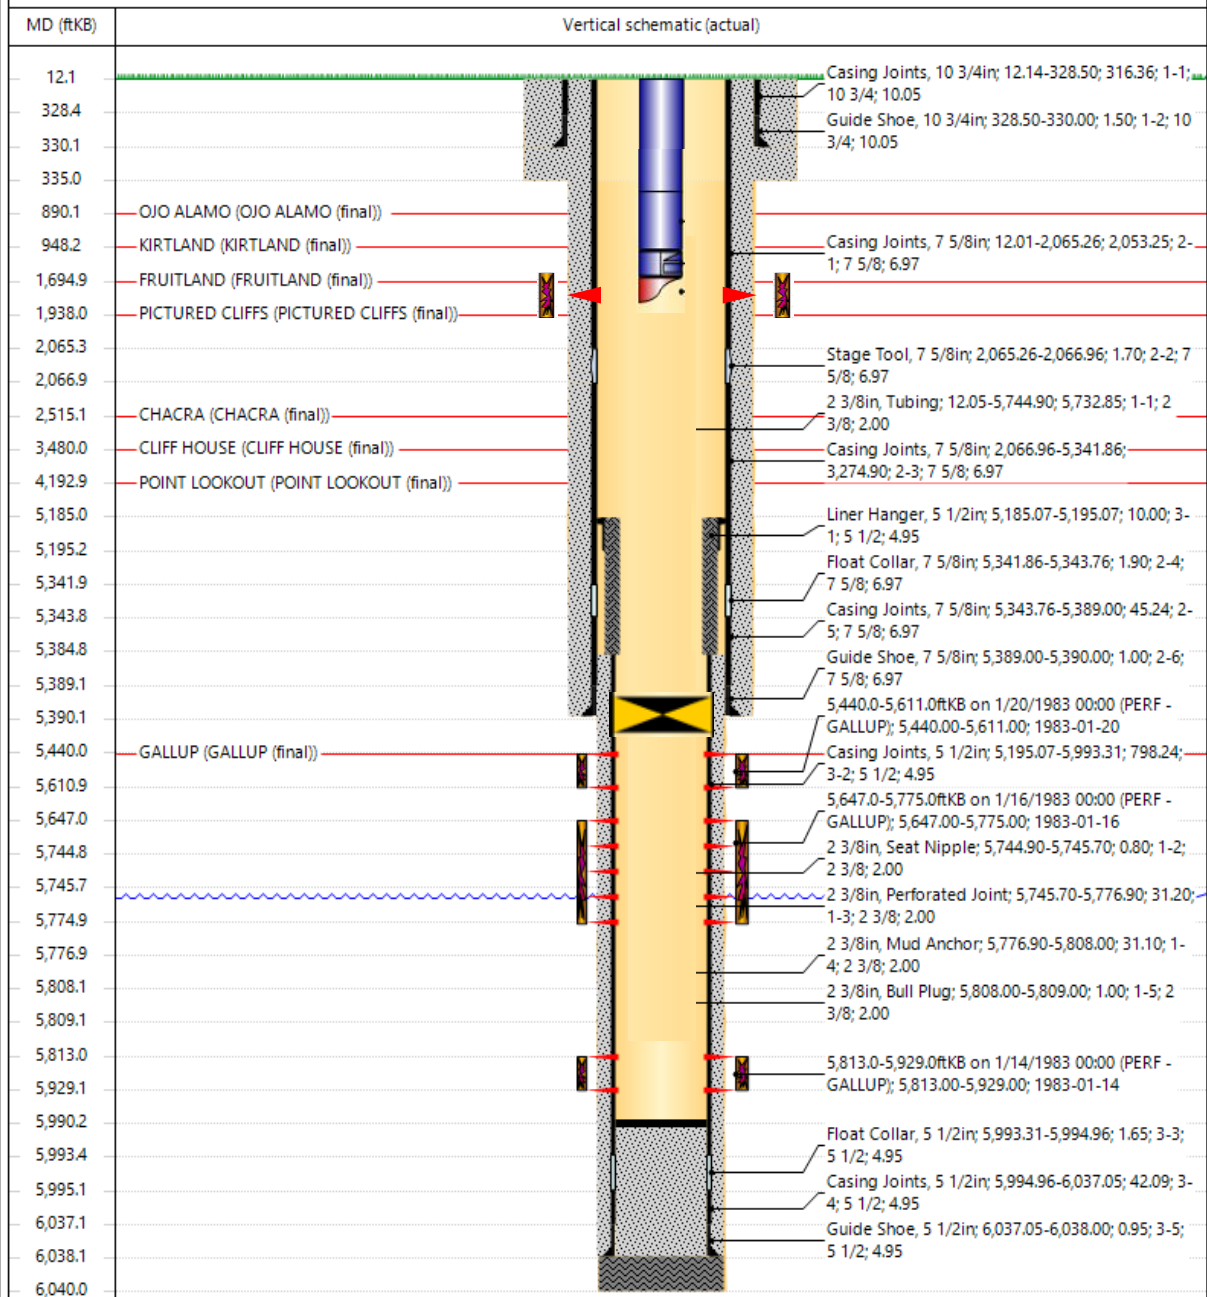 MD (ftKB)
Vertical schematic (actual)
12.1
328.4
330.1
335.0
890.1
948.2
1,694.9
1,938.0
2,065.3
2,066.9
2,515.1
3,480.0
4,192.9
5,185.0
5,195.2
5,341.9
5,343.8
5,384.8
5,389.1
5,390.1
5,440.0
5,610.9
5,647.0
5,744.8
5,745.7
5,774.9
5,776.9
5,808.1
5,809.1
5,813.0
5,929.1
5,990.2
5,993.4
5,995.1
6,037.1
6,038.1
6,040.0
OJO ALAMO (OJO ALAMO (final))
KIRTLAND (KIRTLAND (final))
FRUITLAND (FRUITLAND (final))
PICTURED CLIFFS (PICTURED CLIFFS (final))
CHACRA (CHACRA (final))
CLIFF HOUSE (CLIFF HOUSE (final))
POINT LOOKOUT (POINT LOOKOUT (final))
GALLUP (GALLUP (final))
Casing Joints, 10 3/4in; 12.14-328.50; 316.36; 1-1;
10 3/4; 10.05
Guide Shoe, 10 3/4in; 328.50-330.00; 1.50; 1-2; 10
3/4; 10.05
Casing Joints, 7 5/8in; 12.01-2,065.26; 2,053.25; 2-
1; 7 5/8; 6.97
Stage Tool, 7 5/8in; 2,065.26-2,066.96; 1.70; 2-2; 7
5/8; 6.97
2 3/8in, Tubing; 12.05-5,744.90; 5,732.85; 1-1; 2
3/8; 2.00
Casing Joints, 7 5/8in; 2,066.96-5,341.86;
3,274.90; 2-3; 7 5/8; 6.97
Liner Hanger, 5 1/2in; 5,185.07-5,195.07; 10.00; 3-
1; 5 1/2; 4.95
Float Collar, 7 5/8in; 5,341.86-5,343.76; 1.90; 2-4;
7 5/8; 6.97
Casing Joints, 7 5/8in; 5,343.76-5,389.00; 45.24; 2-
5; 7 5/8; 6.97
Guide Shoe, 7 5/8in; 5,389.00-5,390.00; 1.00; 2-6;
7 5/8; 6.97
5,440.0-5,611.0ftKB on 1/20/1983 00:00 (PERF -
GALLUP); 5,440.00-5,611.00; 1983-01-20
Casing Joints, 5 1/2in; 5,195.07-5,993.31; 798.24;
3-2; 5 1/2; 4.95
5,647.0-5,775.0ftKB on 1/16/1983 00:00 (PERF -
GALLUP); 5,647.00-5,775.00; 1983-01-16
2 3/8in, Seat Nipple; 5,744.90-5,745.70; 0.80; 1-2;
2 3/8; 2.00
2 3/8in, Perforated Joint; 5,745.70-5,776.90; 31.20;
1-3; 2 3/8; 2.00
2 3/8in, Mud Anchor; 5,776.90-5,808.00; 31.10; 1-
4; 2 3/8; 2.00
2 3/8in, Bull Plug; 5,808.00-5,809.00; 1.00; 1-5; 2
3/8; 2.00
5,813.0-5,929.0ftKB on 1/14/1983 00:00 (PERF -
GALLUP); 5,813.00-5,929.00; 1983-01-14
Float Collar, 5 1/2in; 5,993.31-5,994.96; 1.65; 3-3;
5 1/2; 4.95
Casing Joints, 5 1/2in; 5,994.96-6,037.05; 42.09; 3-
4; 5 1/2; 4.95
Guide Shoe, 5 1/2in; 6,037.05-6,038.00; 0.95; 3-5;
5 1/2; 4.95